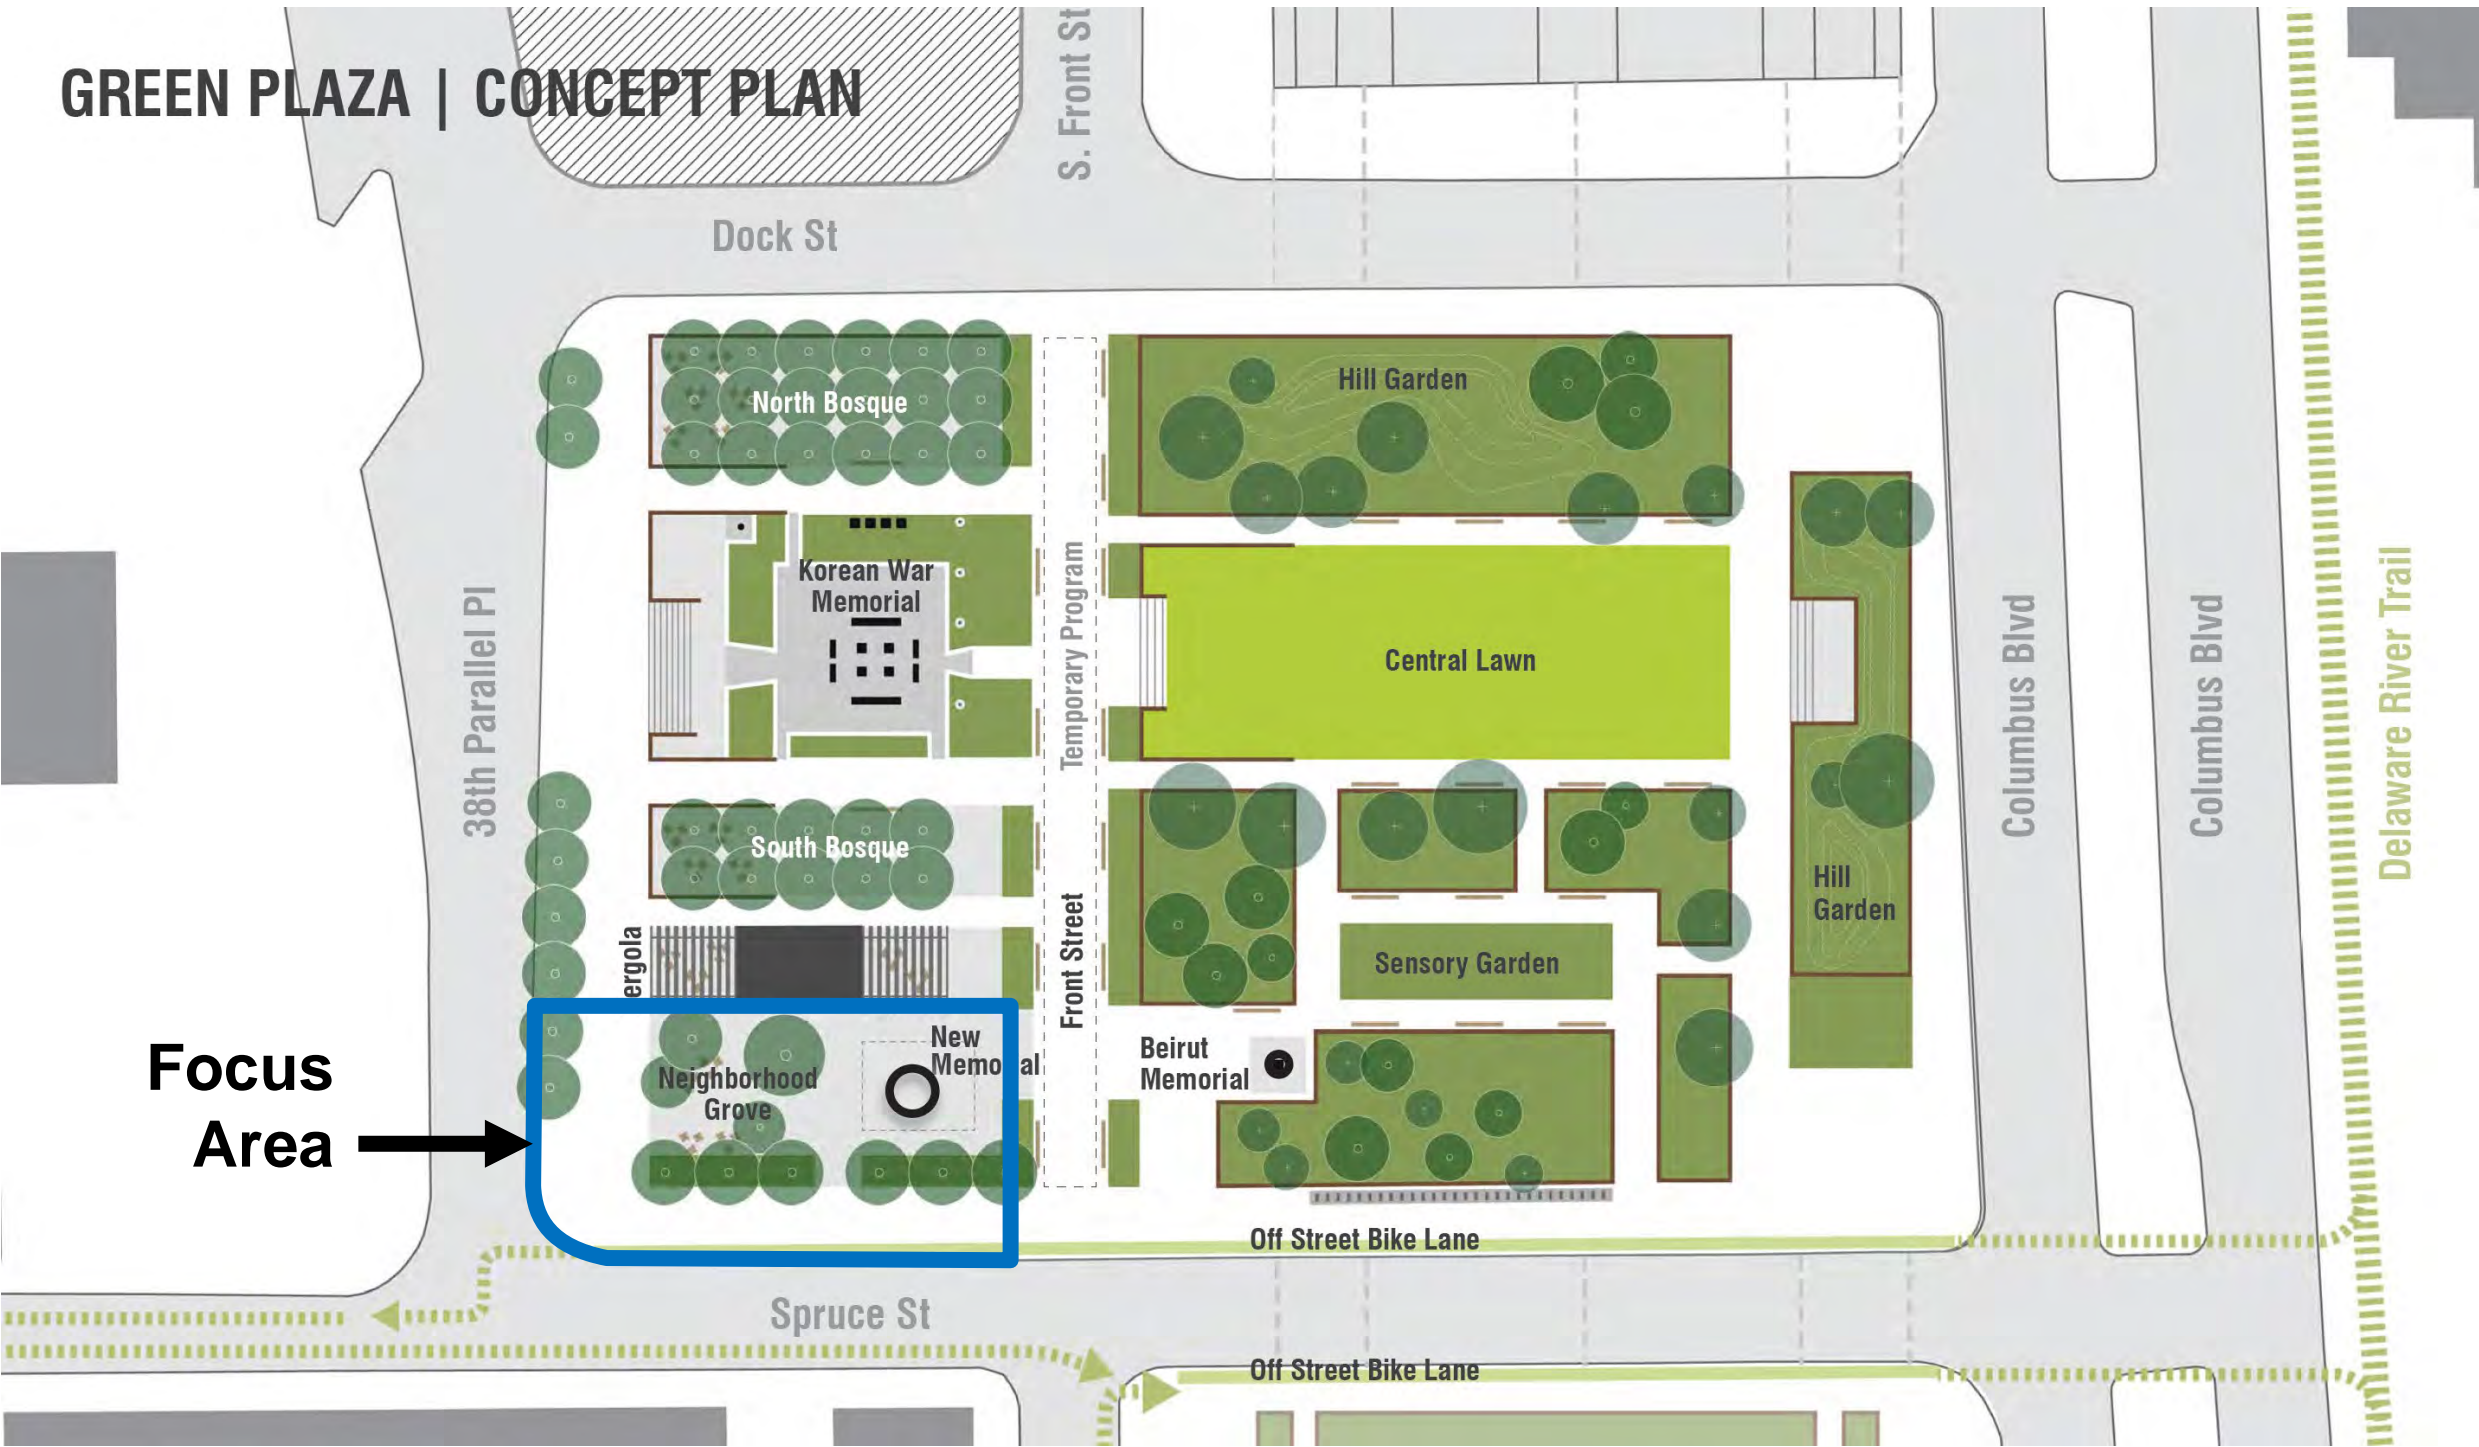 GREEN PLAZA | CONCEPT PLAN
S. Front St
Dock St
North Bosque
Hill Garden
Korean War
Memorial
Temporary Program
Central Lawn
38th Parallel Pl
Columbus Blvd
Columbus Blvd
Delaware River Trail
South Bosque
Hill
Garden
ergola
Front Street
Sensory Garden
New
Memorial
Beirut
Memorial
Neighborhood
Grove
Focus
Area
Off Street Bike Lane
Spruce St
Off Street Bike Lane